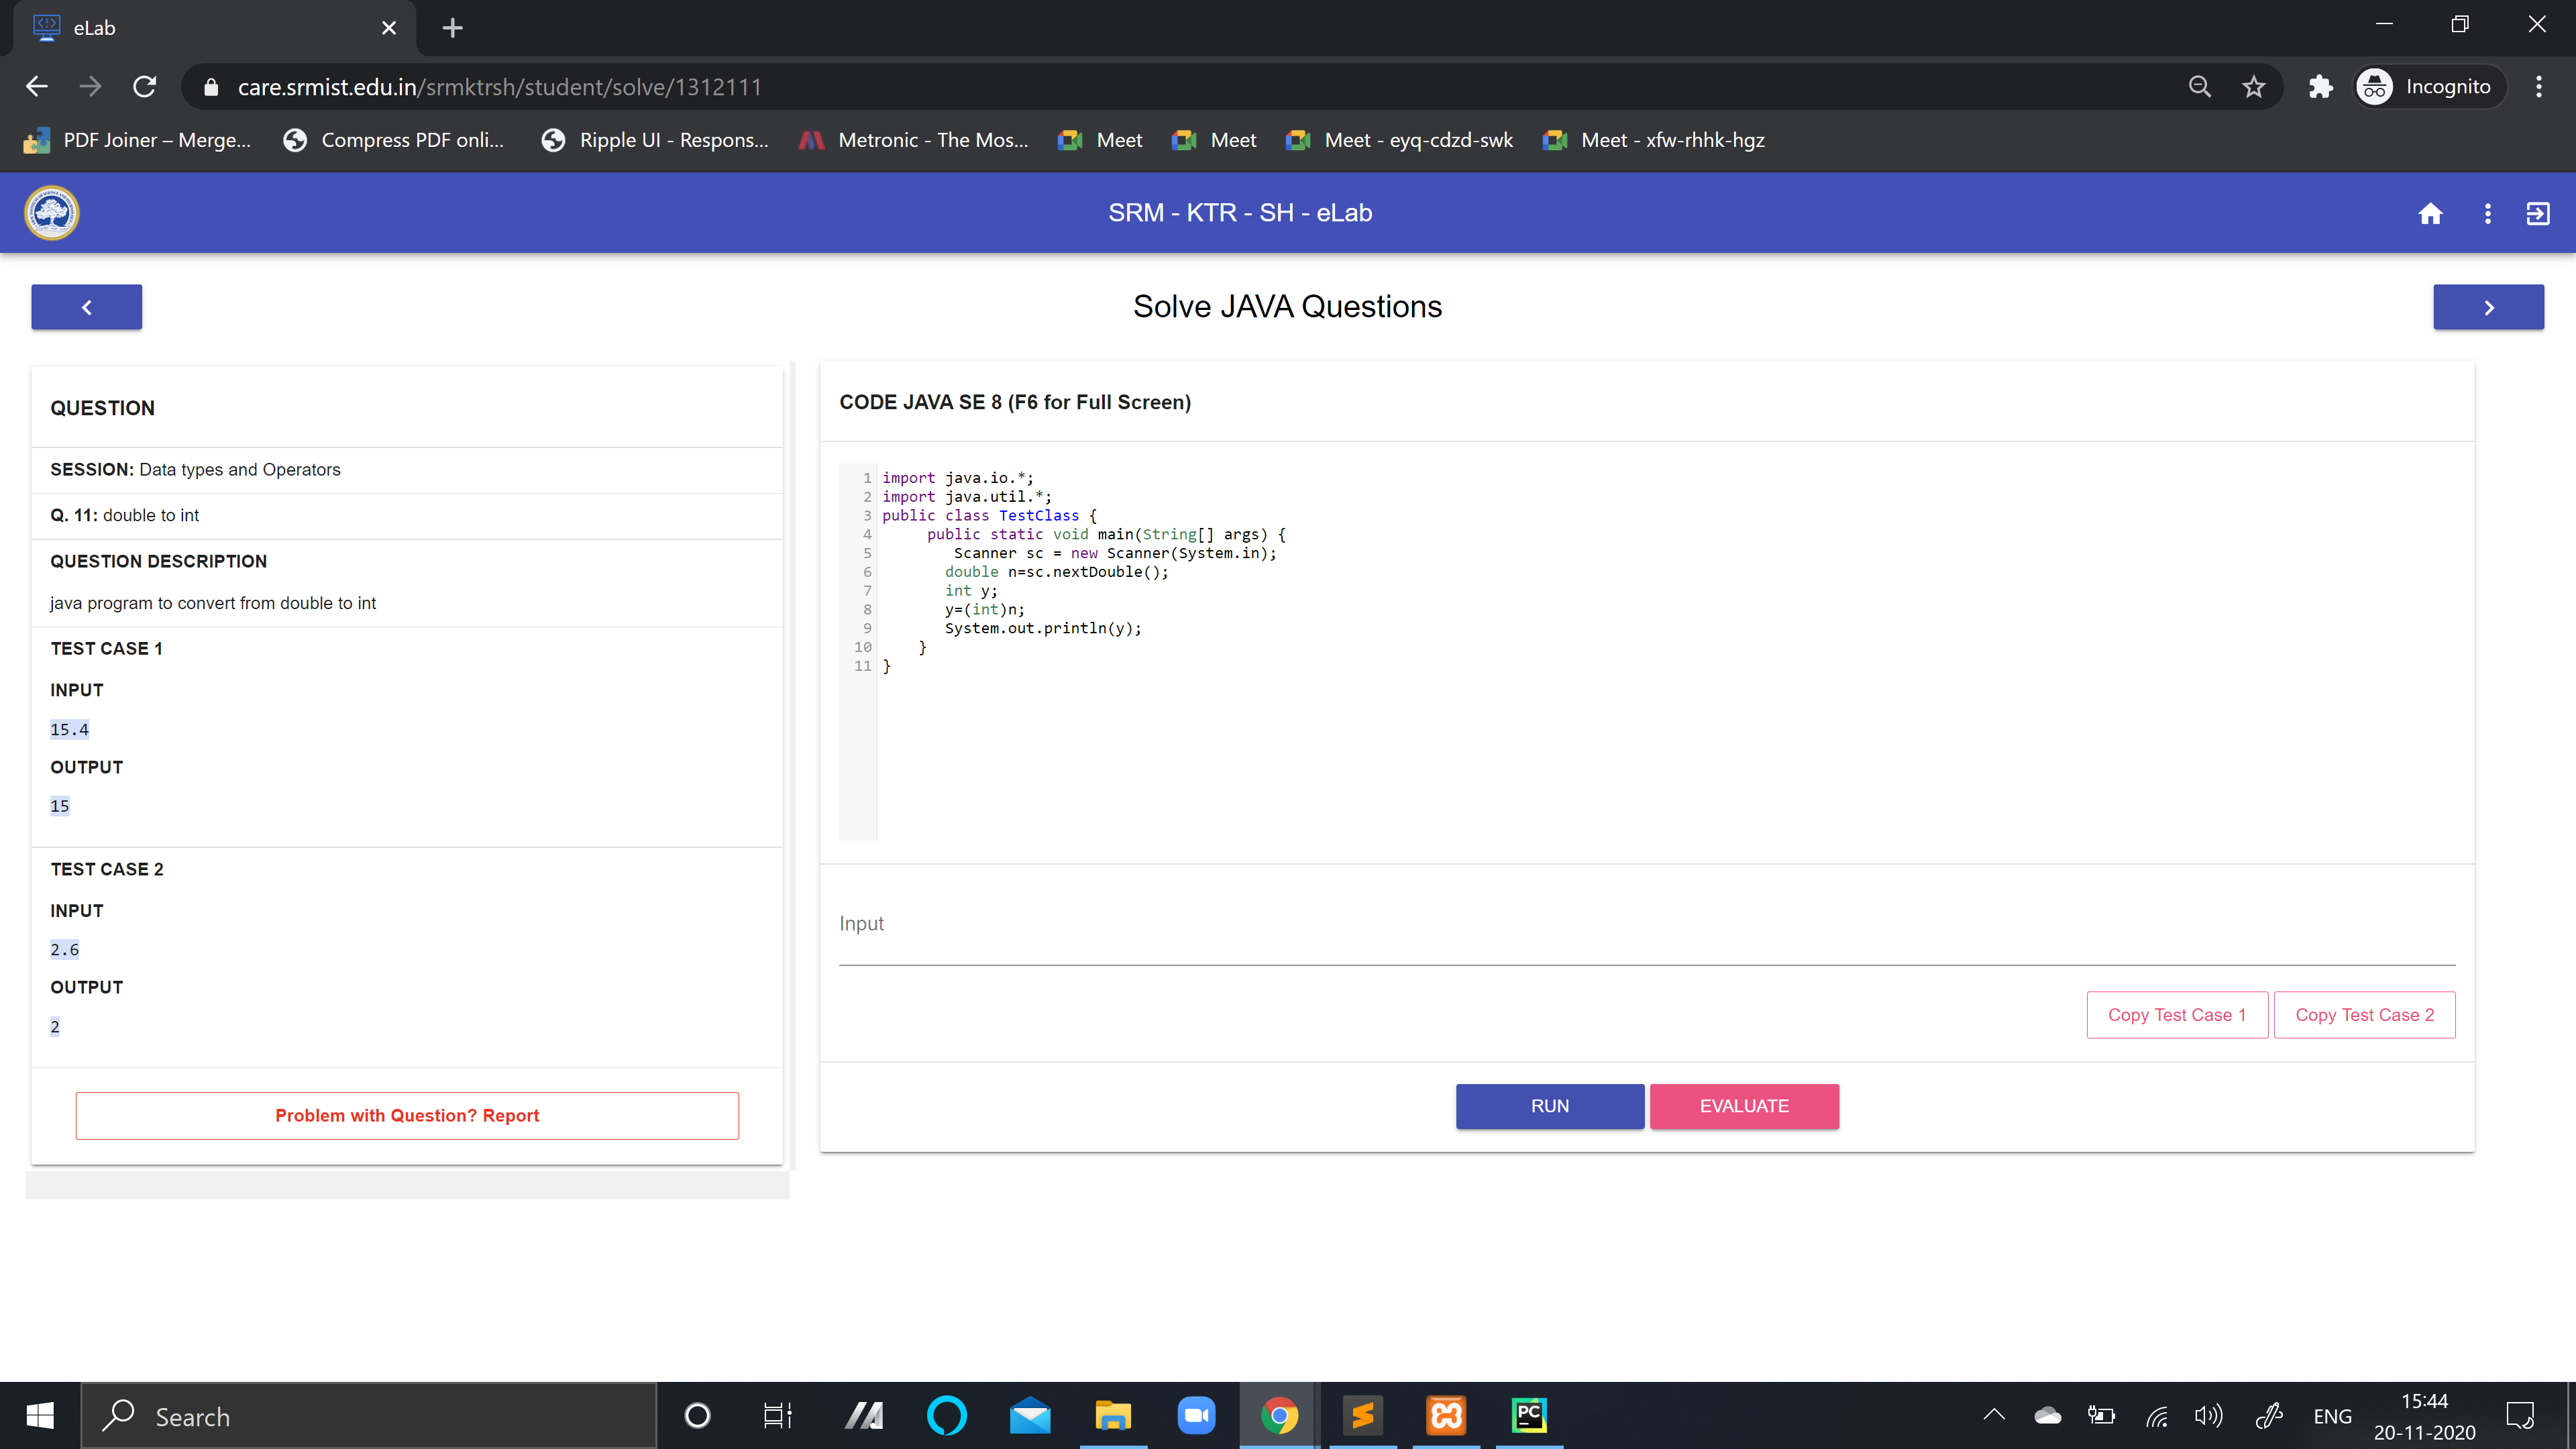 eLab
care.srmist.edu.in/srmktrsh/student/solve/1312111
Incognito
PDF Joiner – Merge...
Compress PDF onli...
Ripple UI - Respons...
Metronic - The Mos...
Meet
Meet
Meet - eyq-cdzd-swk
Meet - xfw-rhhk-hgz
SRM - KTR - SH - eLab
Solve JAVA Questions
QUESTION
SESSION: Data types and Operators
Q. 11: double to int
QUESTION DESCRIPTION
java program to convert from double to int
TEST CASE 1
INPUT
15.4
OUTPUT
15
TEST CASE 2
INPUT
2.6
OUTPUT
2
Problem with Question? Report
CODE JAVA SE 8 (F6 for Full Screen)
1 import java.io.*;
2 import java.util.*;
3 public class TestClass {
4 public static void main(String[] args) {
5 Scanner sc = new Scanner(System.in);
6 double n=sc.nextDouble();
7 int y;
8 y=(int)n;
9 System.out.println(y);
10 }
11 }
Input
Copy Test Case 1
Copy Test Case 2
RUN
EVALUATE
Search
PC
ENG
15:44
20-11-2020